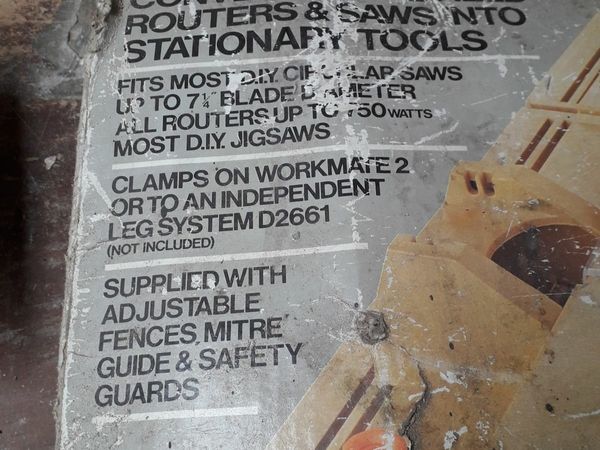 ROUTERS & SAWS INTO
STATIONARY TOOLS
FITS MOST D.I.Y. CIRCULAR SAWS
UP TO 7¼" BLADE DIAMETER
ALL ROUTERS UP TO 750 WATTS
MOST D.I.Y. JIGSAWS
CLAMPS ON WORKMATE 2
OR TO AN INDEPENDENT
LEG SYSTEM D2661
(NOT INCLUDED)
SUPPLIED WITH
ADJUSTABLE
FENCES, MITRE
GUIDE & SAFETY
GUARDS